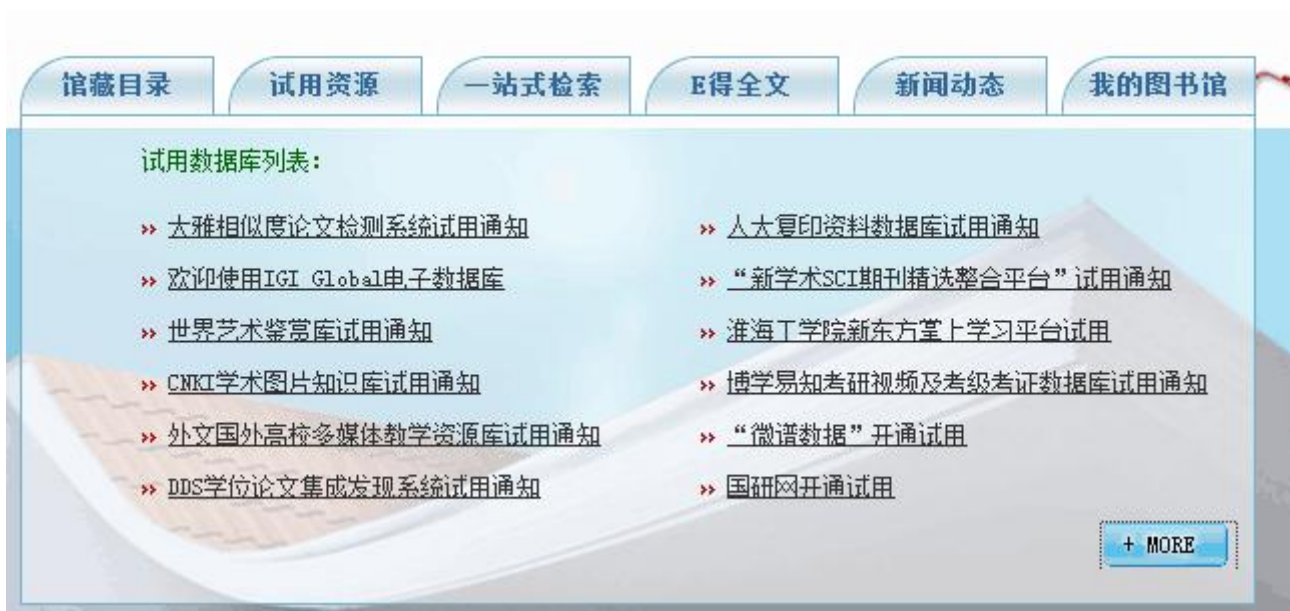 馆藏目录 试用资源 一站式检索 E得全文 新闻动态 我的图书馆
试用数据库列表：
›› 大雅相似度论文检测系统试用通知
›› 人大复印资料数据库试用通知
›› 欢迎使用IGI Global电子数据库
›› “新学术SCI期刊精选整合平台”试用通知
›› 世界艺术鉴赏库试用通知
›› 淮海工学院新东方掌上学习平台试用
›› CNKI学术图片知识库试用通知
›› 博学易知考研视频及考级考证数据库试用通知
›› 外文国外高校多媒体教学资源库试用通知
›› “微谱数据”开通试用
›› DDS学位论文集成发现系统试用通知
›› 国研网开通试用
+ MORE